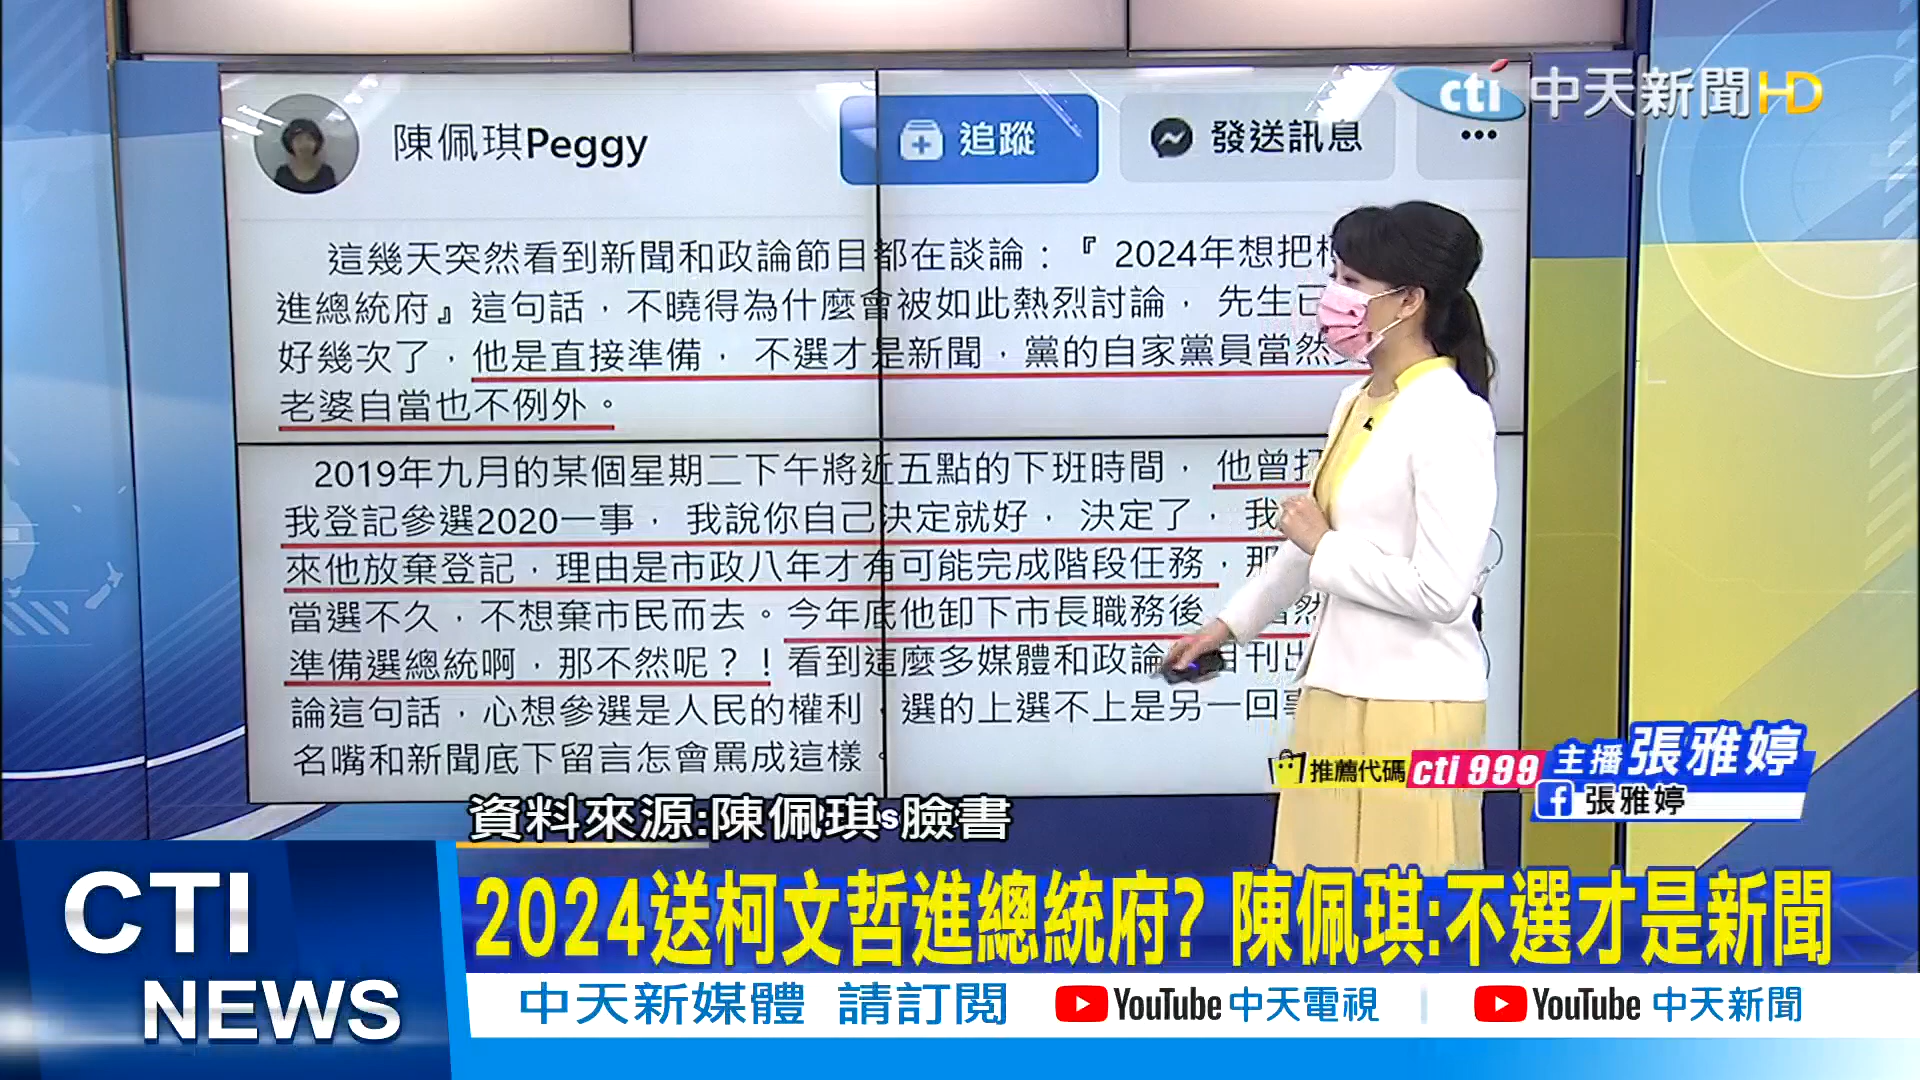 cti 中天新聞HD
陳佩琪Peggy
追蹤
發送訊息
這幾天突然看到新聞和政論節目都在談論：『2024年想把
進總統府』這句話，不曉得為什麼會被如此熱烈討論， 先生已
好幾次了，他是直接準備， 不選才是新聞，黨的自家黨員當然
老婆自當也不例外。
2019年九月的某個星期二下午將近五點的下班時間， 他曾打
我登記參選2020一事， 我說你自己決定就好， 決定了， 我
來他放棄登記，理由是市政八年才有可能完成階段任務，那
當選不久，不想棄市民而去。今年底他卸下市長職務後，當然
準備選總統啊，那不然呢？！看到這麼多媒體和政論節目刊出
論這句話，心想參選是人民的權利，選的上選不上是另一回事
名嘴和新聞底下留言怎會罵成這樣。
推薦代碼 cti 999
主播 張雅婷
張雅婷
資料來源:陳佩琪s臉書
CTI NEWS
2024送柯文哲進總統府? 陳佩琪:不選才是新聞
中天新媒體 請訂閱 YouTube 中天電視 | YouTube 中天新聞